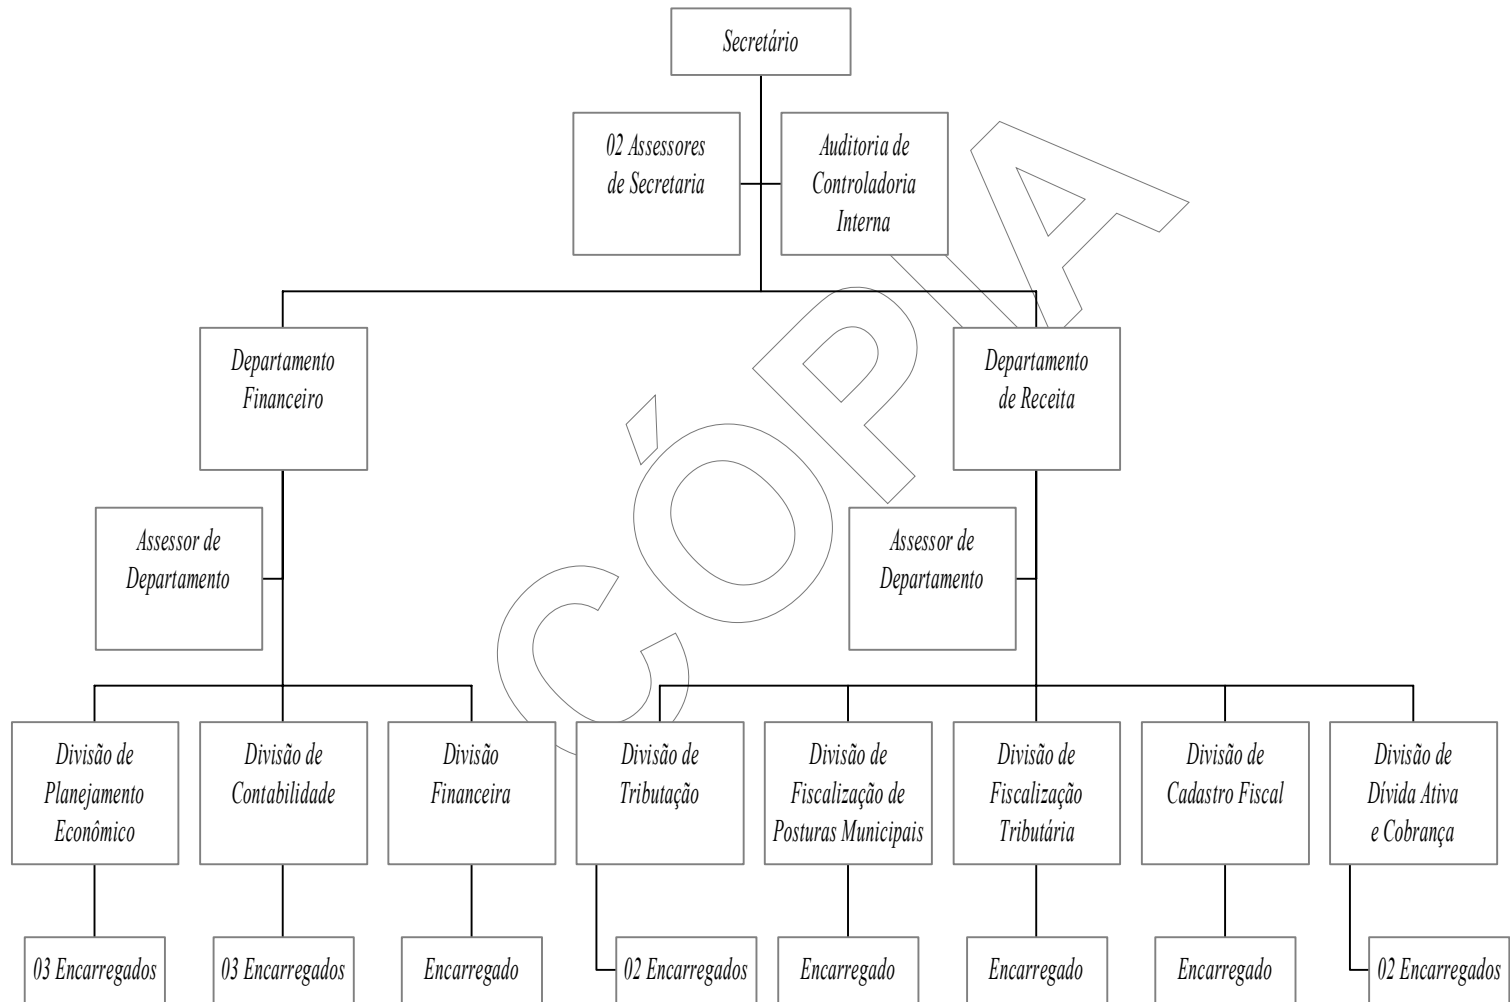 Secretário
02 Assessores
de Secretaria
Auditoria de
Controladoria
Interna
Departamento
Financeiro
Departamento
de Receita
Assessor de
Departamento
Assessor de
Departamento
CÓPIA
Divisão de
Planejamento
Econômico
Divisão de
Contabilidade
Divisão
Financeira
Divisão de
Tributação
Divisão de
Fiscalização de
Posturas Municipais
Divisão de
Fiscalização
Tributária
Divisão de
Cadastro Fiscal
Divisão de
Dívida Ativa
e Cobrança
03 Encarregados
03 Encarregados
Encarregado
02 Encarregados
Encarregado
Encarregado
Encarregado
02 Encarregados